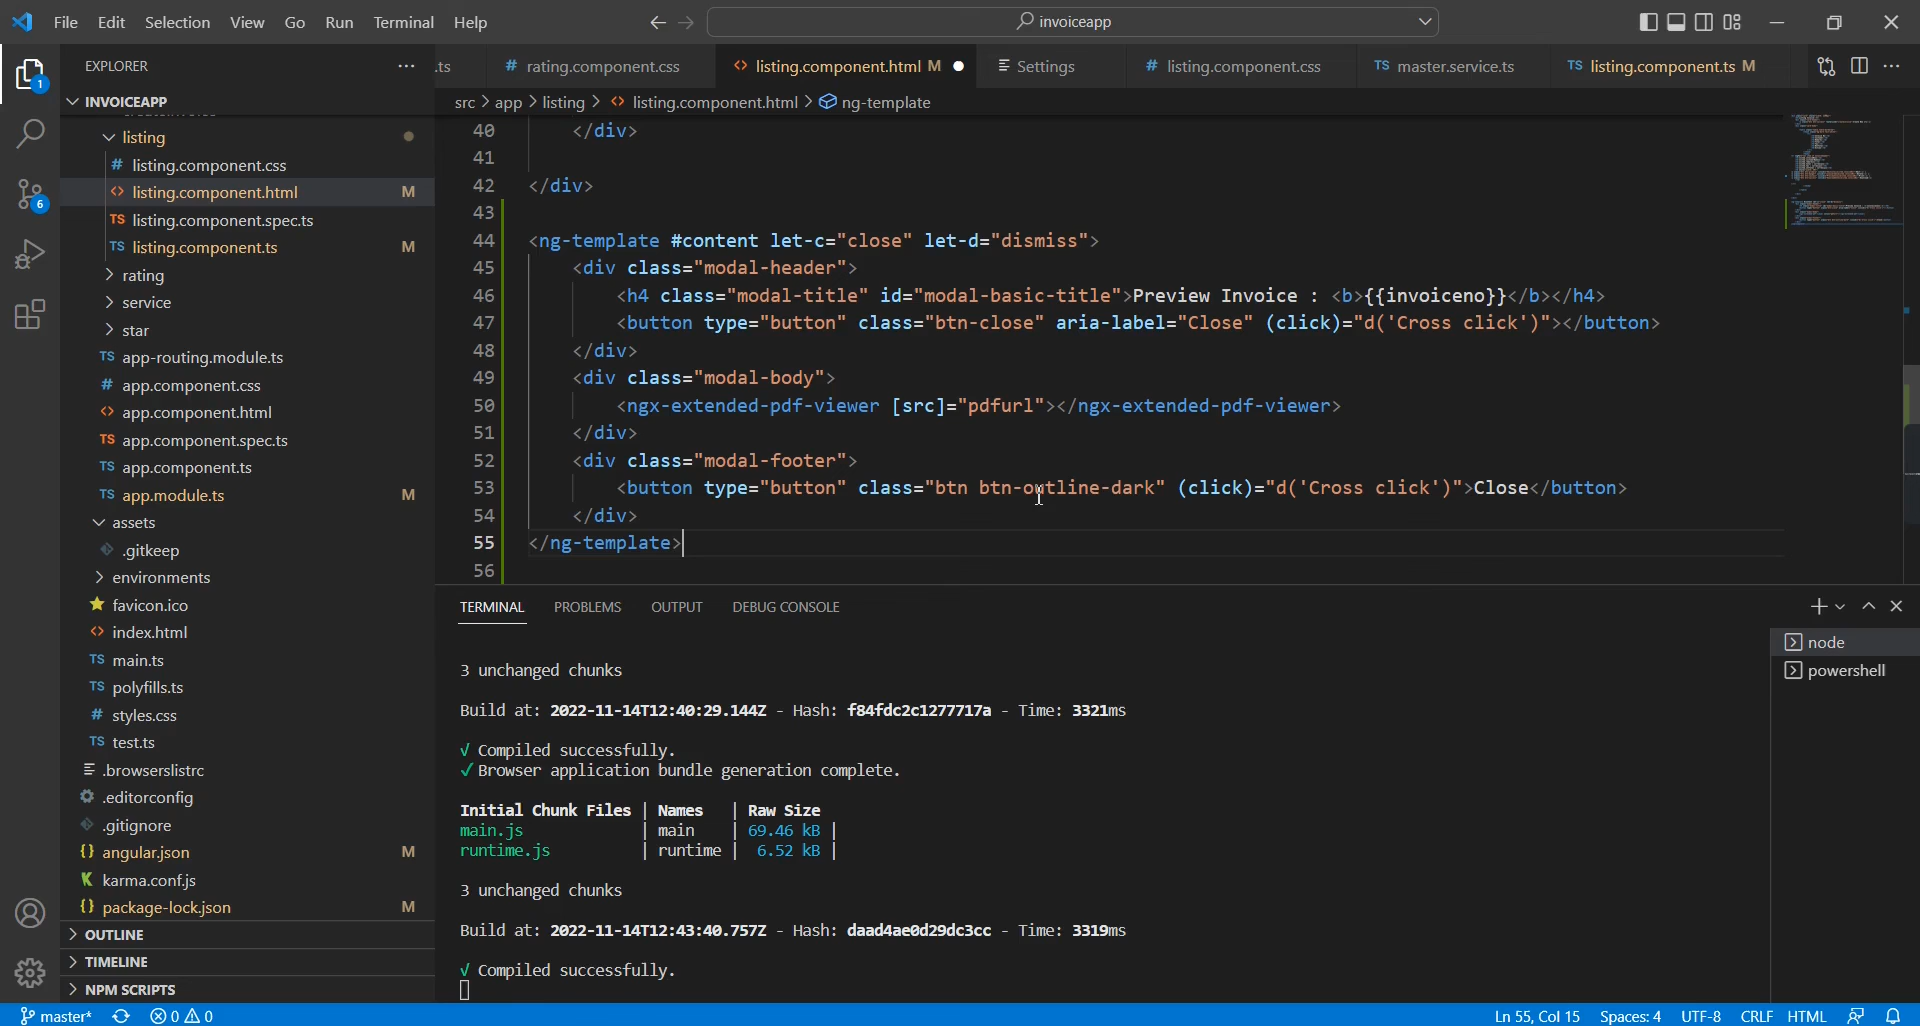 File Edit Selection View Go Run Terminal Help
invoiceapp
EXPLORER
.ts
rating.component.css
listing.component.html M
Settings
listing.component.css
master.service.ts
listing.component.ts M
INVOICEAPP
src > app > listing > listing.component.html > ng-template
listing
listing.component.css
listing.component.html M
listing.component.spec.ts
listing.component.ts M
rating
service
star
app-routing.module.ts
app.component.css
app.component.html
app.component.spec.ts
app.component.ts
app.module.ts M
assets
.gitkeep
environments
favicon.ico
index.html
main.ts
polyfills.ts
styles.css
test.ts
.browserslistrc
.editorconfig
.gitignore
angular.json M
karma.conf.js
package-lock.json M
OUTLINE
TIMELINE
NPM SCRIPTS
40 </div>
41
42 </div>
43
44 <ng-template #content let-c="close" let-d="dismiss">
45 <div class="modal-header">
46 <h4 class="modal-title" id="modal-basic-title">Preview Invoice : <b>{{invoiceno}}</b></h4>
47 <button type="button" class="btn-close" aria-label="Close" (click)="d('Cross click')"></button>
48 </div>
49 <div class="modal-body">
50 <ngx-extended-pdf-viewer [src]="pdfurl"></ngx-extended-pdf-viewer>
51 </div>
52 <div class="modal-footer">
53 <button type="button" class="btn btn-outline-dark" (click)="d('Cross click')">Close</button>
54 </div>
55 </ng-template>
56
TERMINAL PROBLEMS OUTPUT DEBUG CONSOLE
node
powershell
3 unchanged chunks
Build at: 2022-11-14T12:40:29.144Z - Hash: f84fdc2c1277717a - Time: 3321ms
√ Compiled successfully.
✓ Browser application bundle generation complete.
Initial Chunk Files | Names | Raw Size
main.js | main | 69.46 kB |
runtime.js | runtime | 6.52 kB |
3 unchanged chunks
Build at: 2022-11-14T12:43:40.757Z - Hash: daad4ae0d29dc3cc - Time: 3319ms
√ Compiled successfully.
master* 0 0 Ln 55, Col 15 Spaces: 4 UTF-8 CRLF HTML